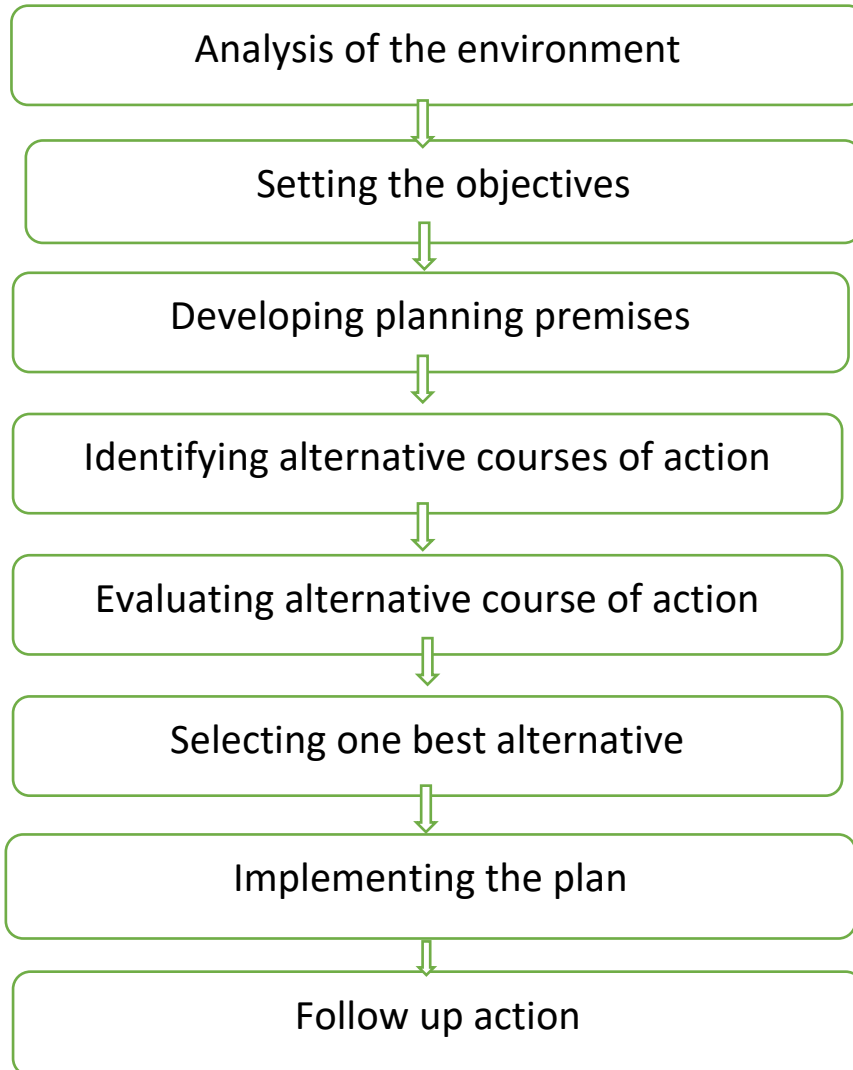 Analysis of the environment
Setting the objectives
Developing planning premises
Identifying alternative courses of action
Evaluating alternative course of action
Selecting one best alternative
Implementing the plan
Follow up action